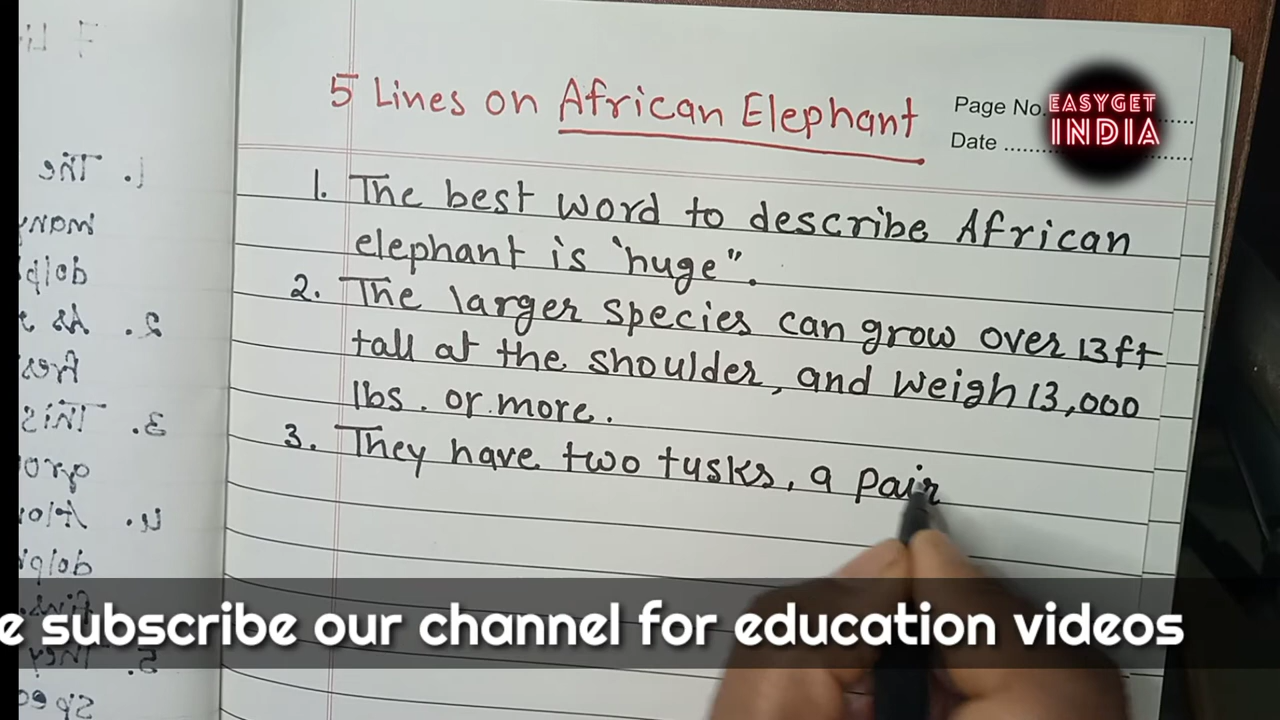 5 Lines on African Elephant
Page No.
Date
EASYGET
INDIA
1. The best word to describe African
elephant is "huge".
2. The larger species can grow over 13ft
tall at the shoulder, and weigh 13,000
lbs. or more.
3. They have two tusks, a pair
e subscribe our channel for education videos